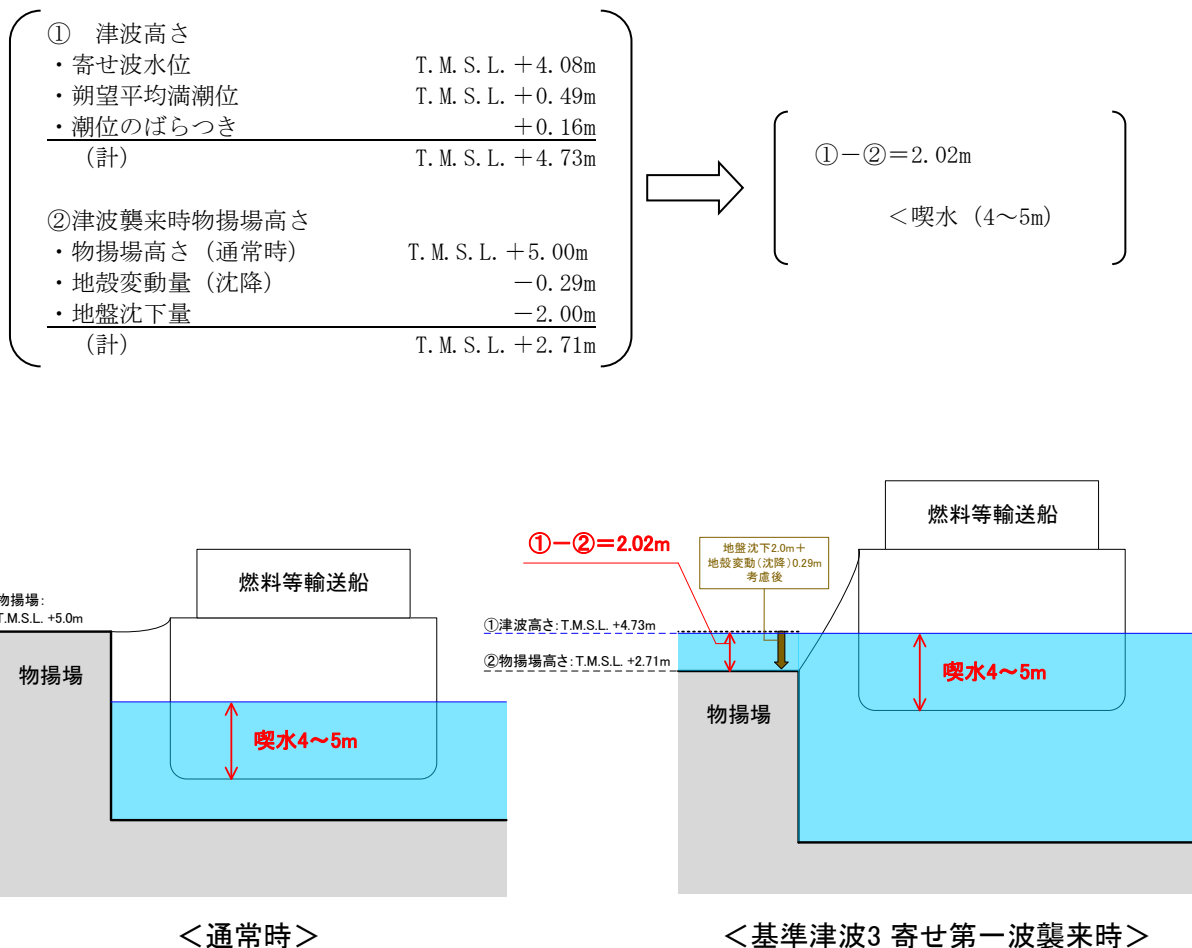 ① 津波高さ
・寄せ波水位 T.M.S.L.+4.08m
・朔望平均満潮位 T.M.S.L.+0.49m
・潮位のばらつき +0.16m
(計) T.M.S.L.+4.73m
②津波襲来時物揚場高さ
・物揚場高さ(通常時) T.M.S.L.+5.00m
・地殻変動量(沈降) -0.29m
・地盤沈下量 -2.00m
(計) T.M.S.L.+2.71m
①-②=2.02m
<喫水(4~5m)
物揚場:
T.M.S.L. +5.0m
燃料等輸送船
物揚場
喫水4~5m
<通常時>
①-②=2.02m
地盤沈下2.0m+
地殻変動(沈降)0.29m
考慮後
燃料等輸送船
①津波高さ:T.M.S.L. +4.73m
②物揚場高さ:T.M.S.L. +2.71m
喫水4~5m
物揚場
<基準津波3 寄せ第一波襲来時>